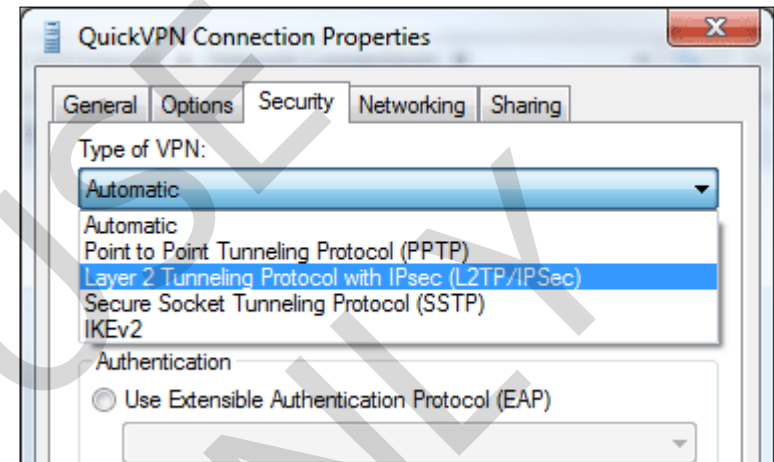 QuickVPN Connection Properties
General Options Security Networking Sharing
Type of VPN:
Automatic
Automatic
Point to Point Tunneling Protocol (PPTP)
Layer 2 Tunneling Protocol with IPsec (L2TP/IPSec)
Secure Socket Tunneling Protocol (SSTP)
IKEv2
Authentication
Use Extensible Authentication Protocol (EAP)
USE